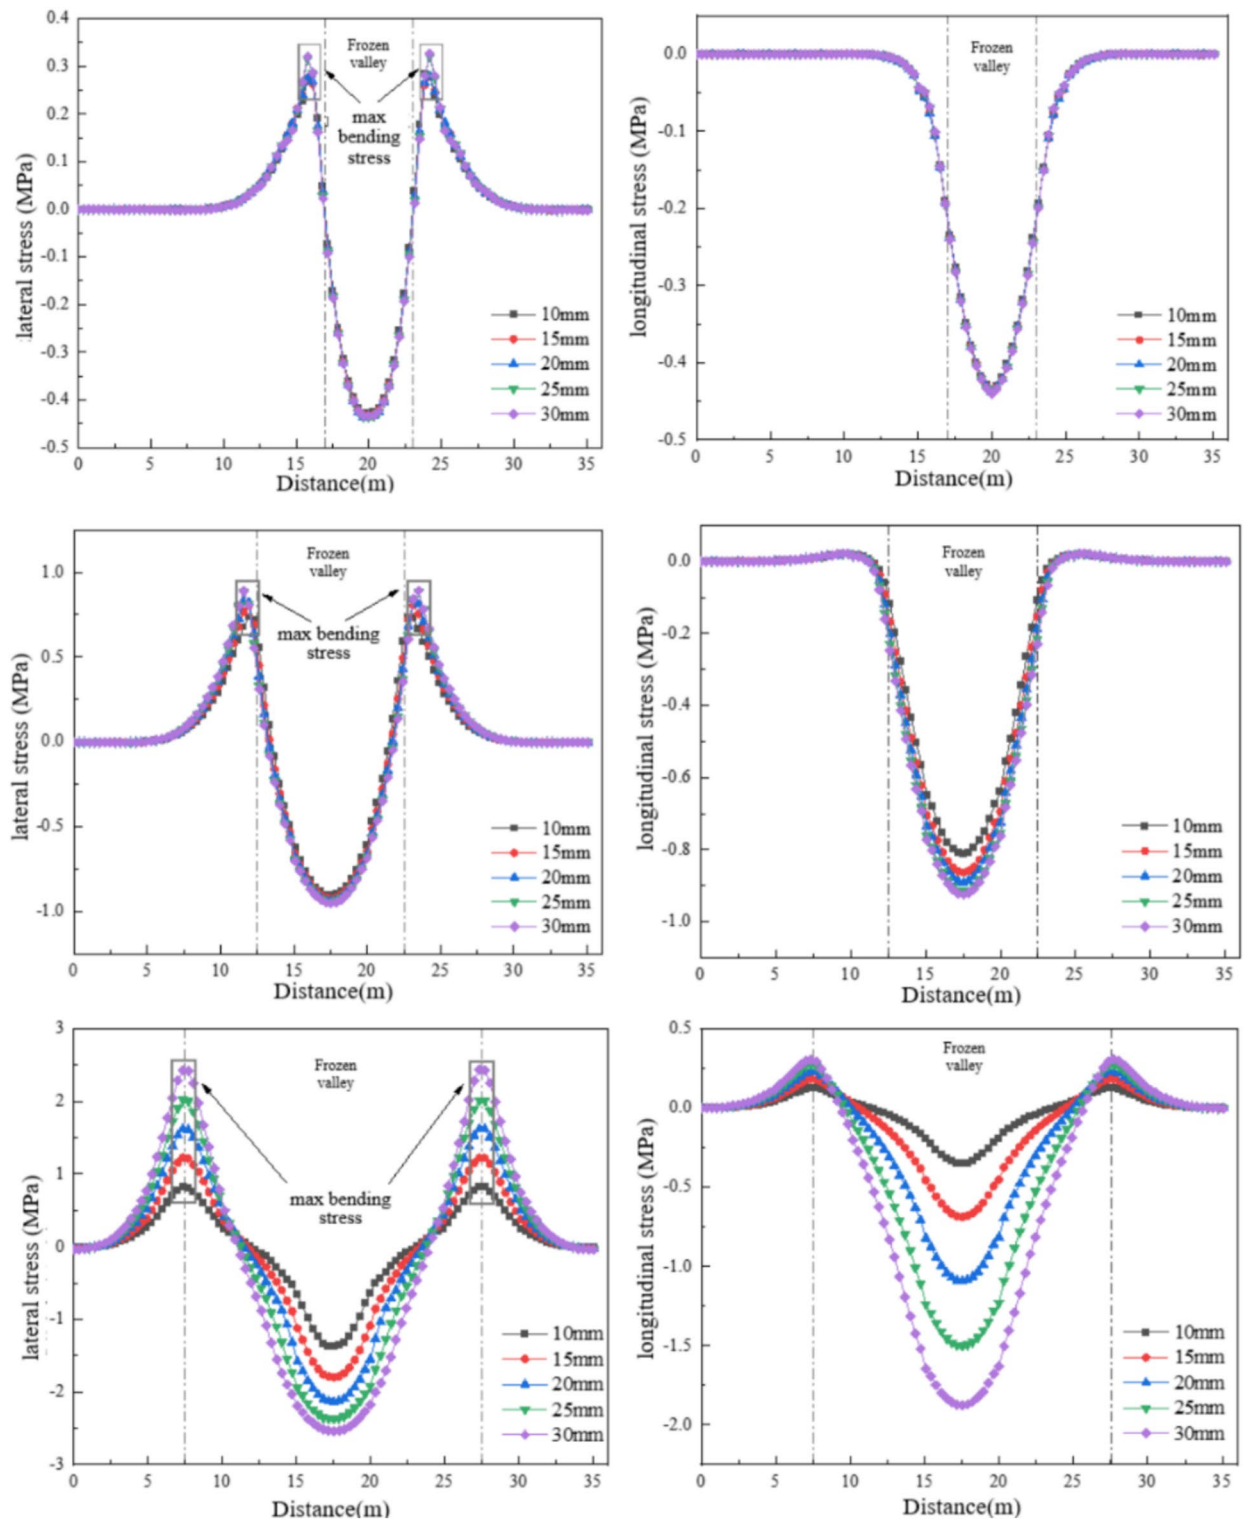 0.4
0.3
0.2
0.1
0.0
-0.1
-0.2
-0.3
-0.4
-0.5
lateral stress (MPa)
Frozen
valley
max
bending
stress
10mm
15mm
20mm
25mm
30mm
0 5 10 15 20 25 30 35
Distance(m)
0.0
-0.1
-0.2
-0.3
-0.4
-0.5
longitudinal stress (MPa)
Frozen
valley
10mm
15mm
20mm
25mm
30mm
0 5 10 15 20 25 30 35
Distance(m)
1.0
0.5
0.0
-0.5
-1.0
lateral stress (MPa)
Frozen
valley
max bending
stress
10mm
15mm
20mm
25mm
30mm
0 5 10 15 20 25 30 35
Distance(m)
0.0
-0.2
-0.4
-0.6
-0.8
-1.0
longitudinal stress (MPa)
Frozen
valley
10mm
15mm
20mm
25mm
30mm
0 5 10 15 20 25 30 35
Distance(m)
3
2
1
0
-1
-2
-3
lateral stress (MPa)
Frozen
valley
max bending
stress
10mm
15mm
20mm
25mm
30mm
0 5 10 15 20 25 30 35
Distance(m)
0.5
0.0
-0.5
-1.0
-1.5
-2.0
longitudinal stress (MPa)
Frozen
valley
10mm
15mm
20mm
25mm
30mm
0 5 10 15 20 25 30 35
Distance(m)